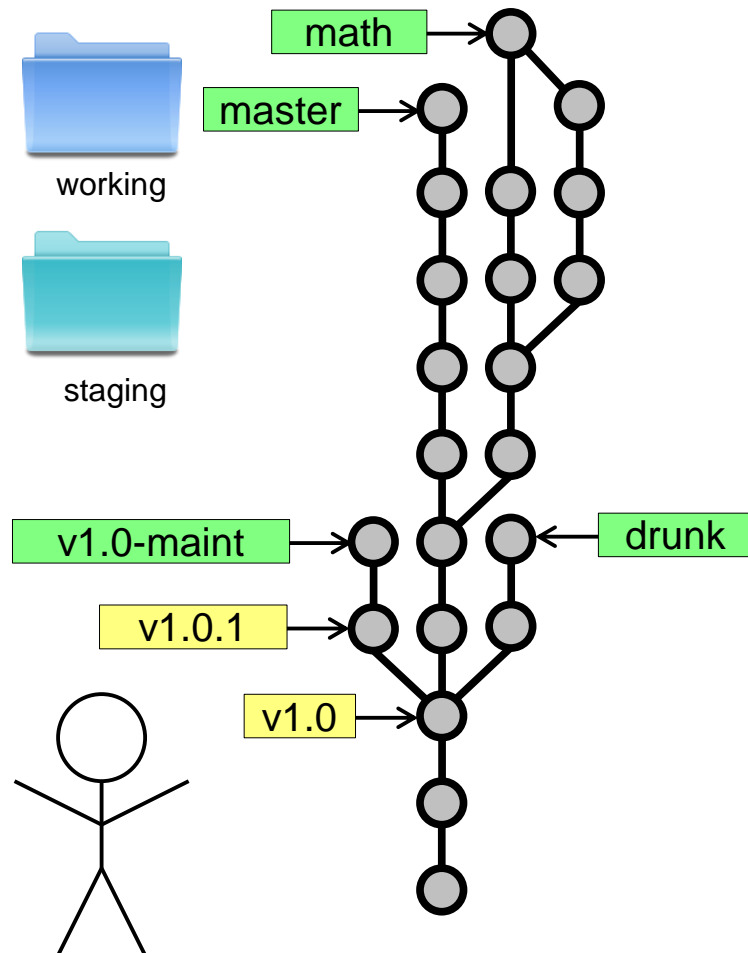 math
master
working
staging
v1.0-maint
drunk
v1.0.1
v1.0